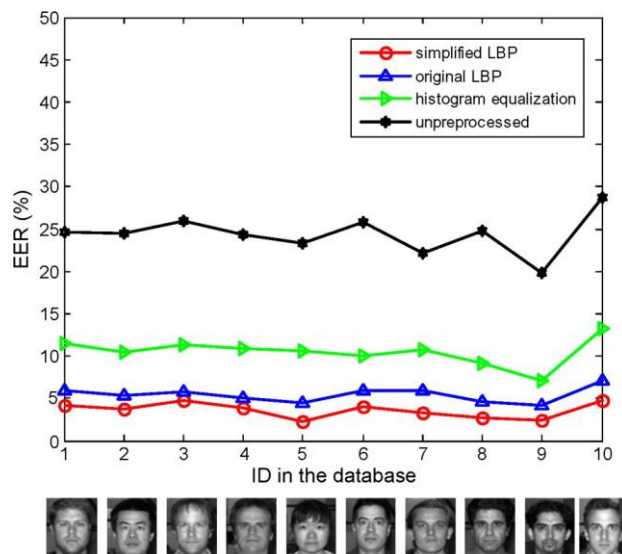 50
45
40
35
30
25
20
15
10
5
0
EER (%)
simplified LBP
original LBP
histogram equalization
unpreprocessed
1 2 3 4 5 6 7 8 9 10
ID in the database